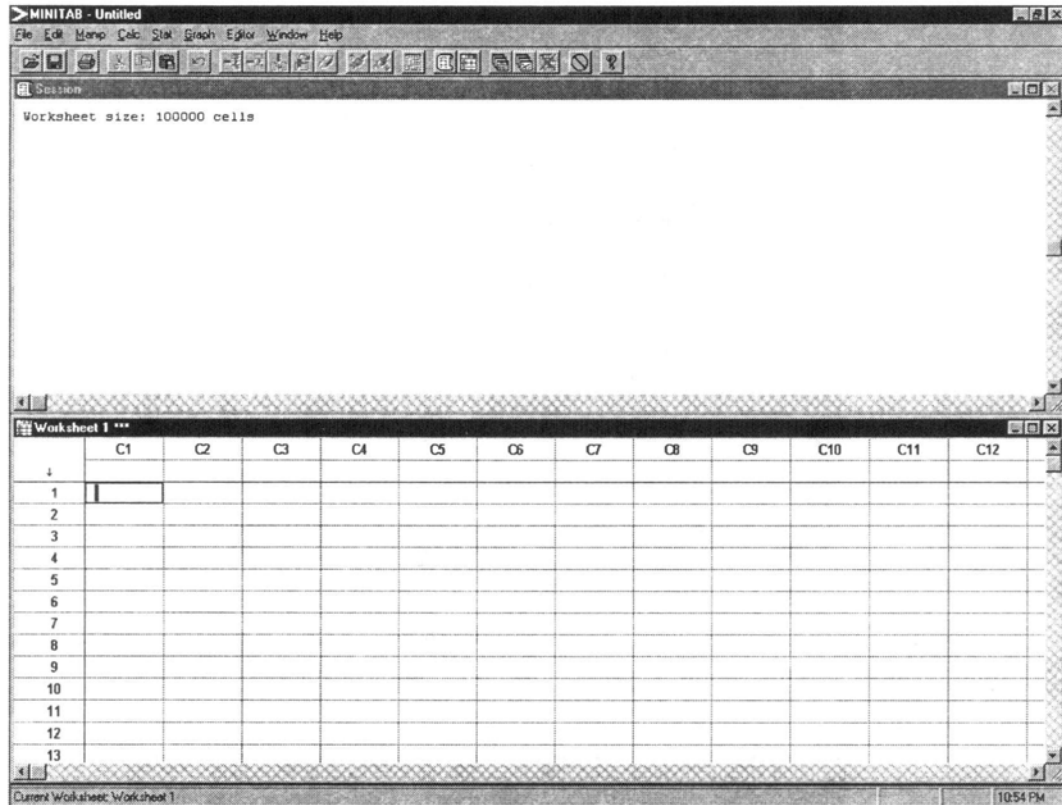 MINITAB - Untitled
File Edit Manip Calc Stat Graph Editor Window Help
Session
Worksheet size: 100000 cells
Worksheet 1 ***
C1 C2 C3 C4 C5 C6 C7 C8 C9 C10 C11 C12
↓
1
2
3
4
5
6
7
8
9
10
11
12
13
Current Worksheet: Worksheet 1 10:54 PM